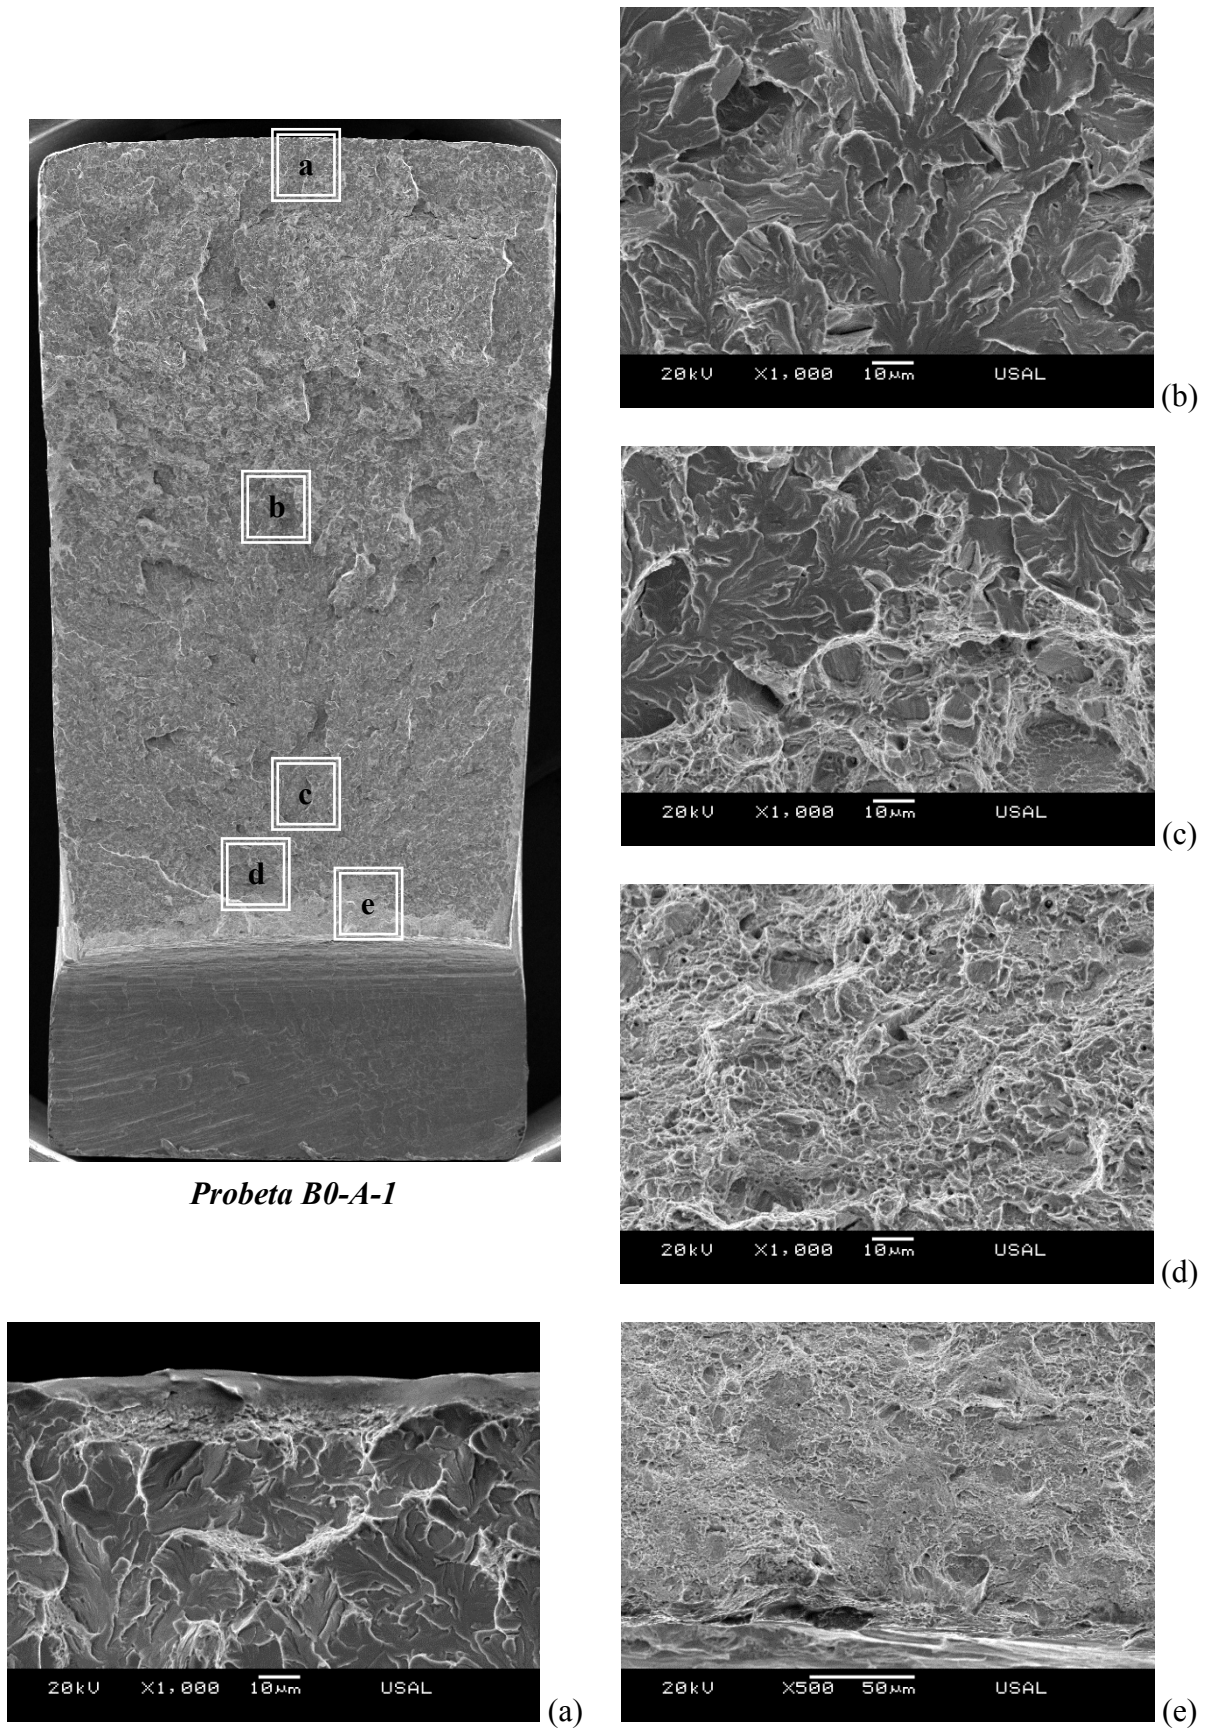 a
b
c
d
e
Probeta B0-A-1
20kV X1,000 10μm USAL
(b)
20kV X1,000 10μm USAL
(c)
20kV X1,000 10μm USAL
(d)
20kV X1,000 10μm USAL
(a)
20kV X500 50μm USAL
(e)